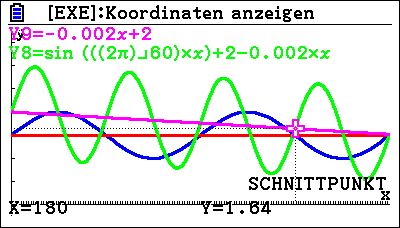 [EXE]:Koordinaten anzeigen
y
Y9=-0.002x+2
Y8=sin (((2π)⌟60)×x)+2-0.002×x
SCHNITTPUNKT
x
X=180 Y=1.64